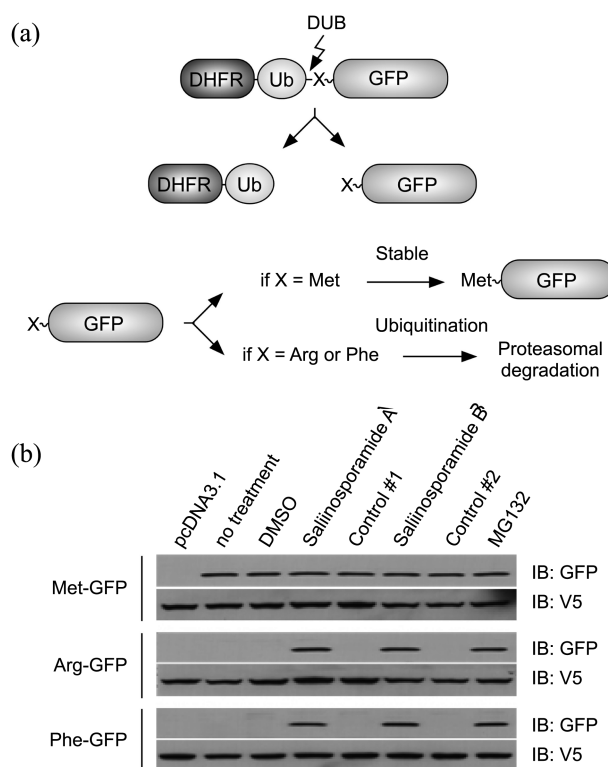 (a)
DUB
DHFR Ub X GFP
DHFR Ub X GFP
Stable
if X = Met Met GFP
X GFP
Ubiquitination
if X = Arg or Phe Proteasomal
degradation
(b)
pcDNA3.1 no treatment DMSO Saliinosporamide A Control #1 Saliinosporamide B Control #2 MG132
Met-GFP
IB: GFP
IB: V5
Arg-GFP
IB: GFP
IB: V5
Phe-GFP
IB: GFP
IB: V5